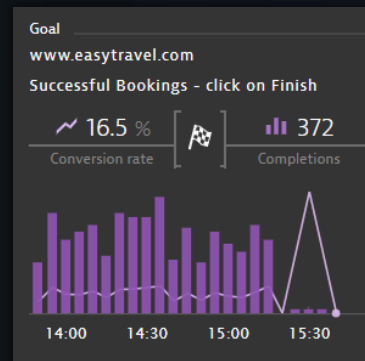 Goal
www.easytravel.com
Successful Bookings - click on Finish
16.5 % 372
Conversion rate Completions
14:00 14:30 15:00 15:30